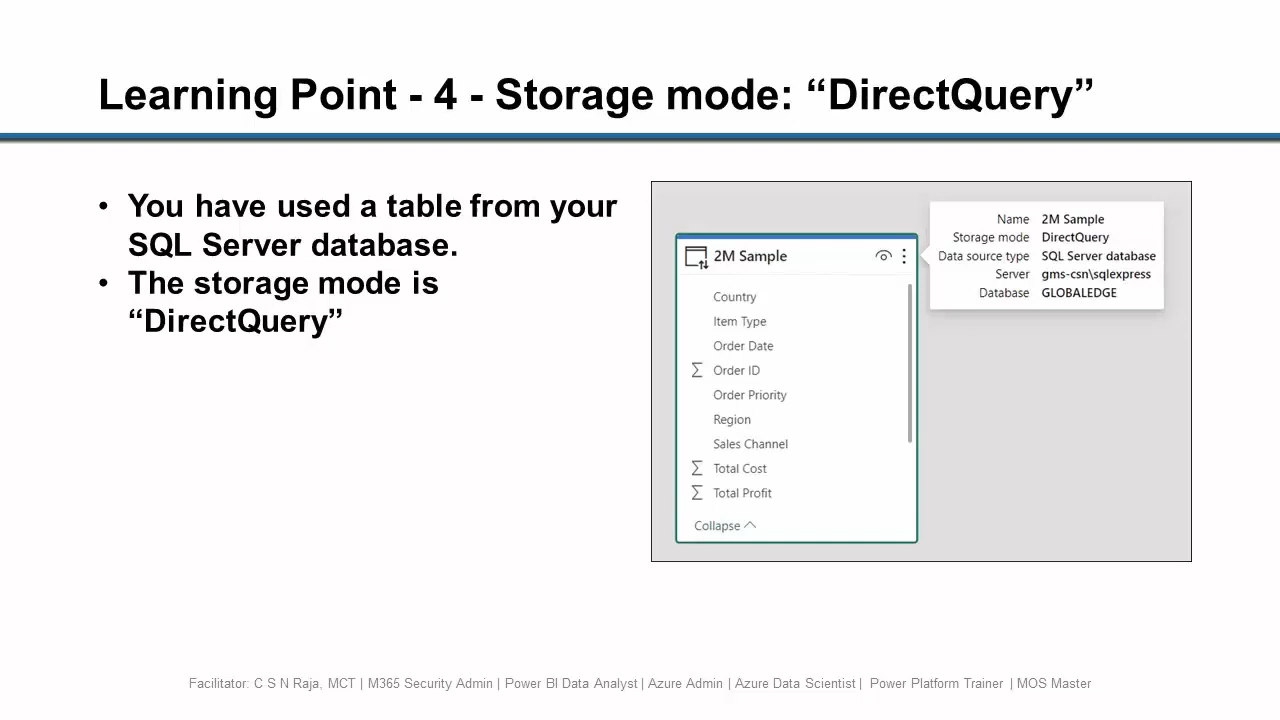 Learning Point - 4 - Storage mode: “DirectQuery”
• You have used a table from your
SQL Server database.
• The storage mode is
“DirectQuery”
2M Sample
Country
Item Type
Order Date
∑ Order ID
Order Priority
Region
Sales Channel
∑ Total Cost
∑ Total Profit
Collapse
Name 2M Sample
Storage mode DirectQuery
Data source type SQL Server database
Server gms-csn\sqlexpress
Database GLOBALEDGE
Facilitator: C S N Raja, MCT | M365 Security Admin | Power BI Data Analyst | Azure Admin | Azure Data Scientist | Power Platform Trainer | MOS Master